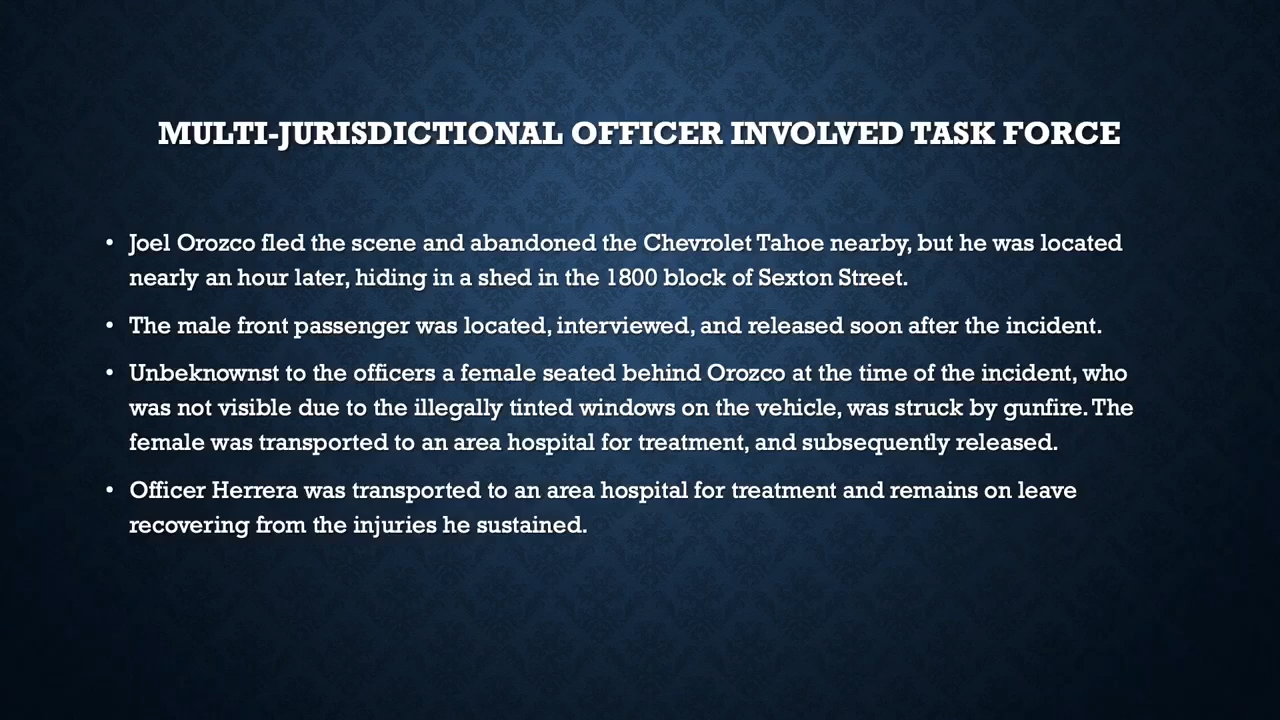 MULTI-JURISDICTIONAL OFFICER INVOLVED TASK FORCE
• Joel Orozco fled the scene and abandoned the Chevrolet Tahoe nearby, but he was located
nearly an hour later, hiding in a shed in the 1800 block of Sexton Street.
• The male front passenger was located, interviewed, and released soon after the incident.
• Unbeknownst to the officers a female seated behind Orozco at the time of the incident, who
was not visible due to the illegally tinted windows on the vehicle, was struck by gunfire. The
female was transported to an area hospital for treatment, and subsequently released.
• Officer Herrera was transported to an area hospital for treatment and remains on leave
recovering from the injuries he sustained.